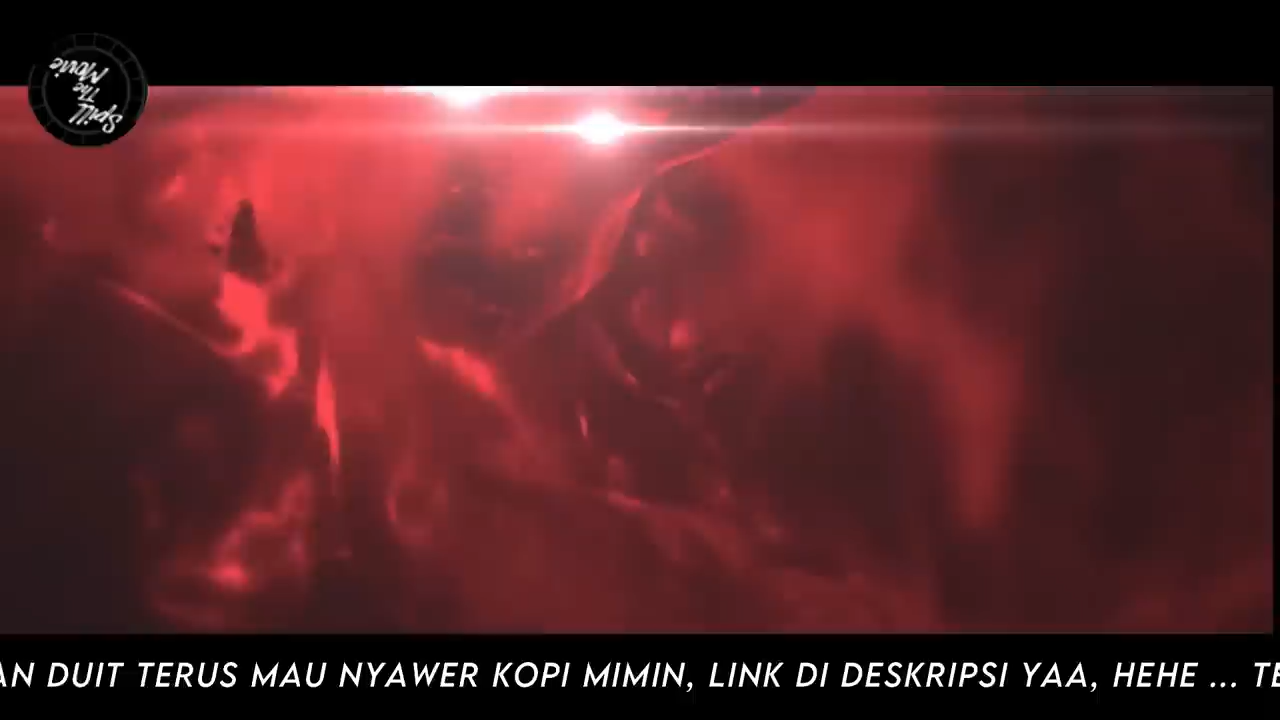 Spill
The
Movie
AN DUIT TERUS MAU NYAWER KOPI MIMIN, LINK DI DESKRIPSI YAA, HEHE ... TE